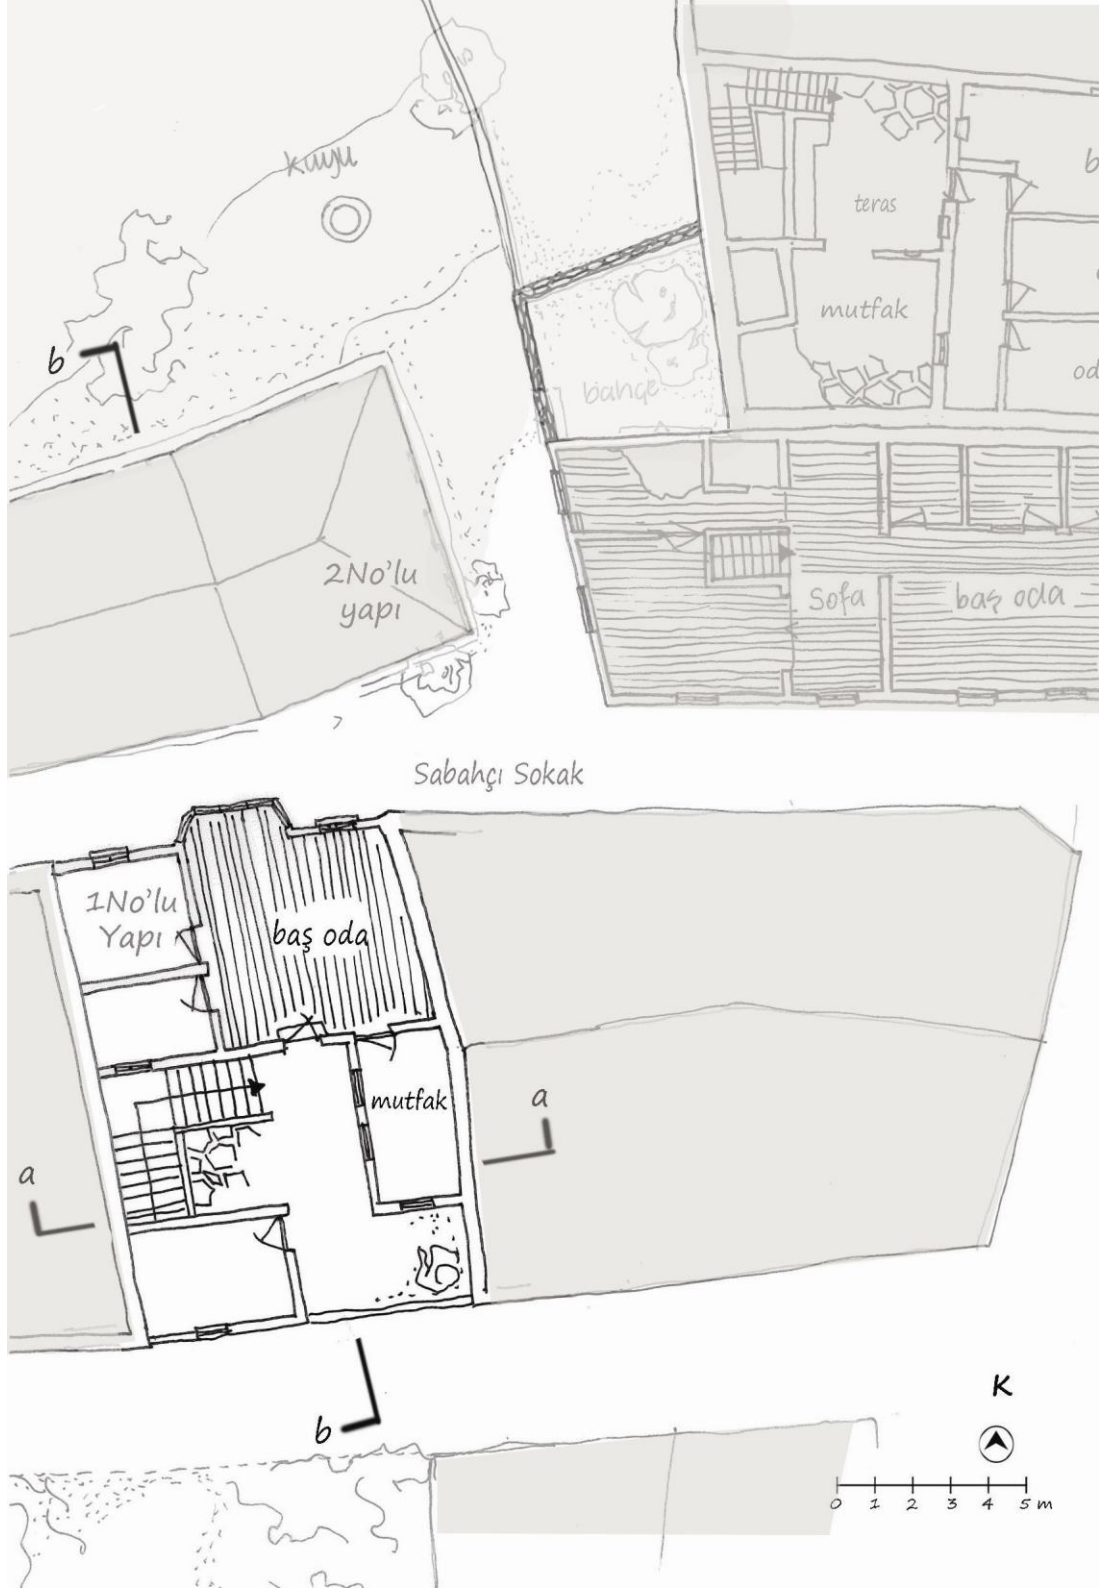 kuyu
teras
b
mutfak
b
bahçe
od
2No'lu
yapı
Sofa
baş oda
Sabahçı Sokak
1No'lu
Yapı
baş oda
mutfak
a
a
K
b
0 1 2 3 4 5 m